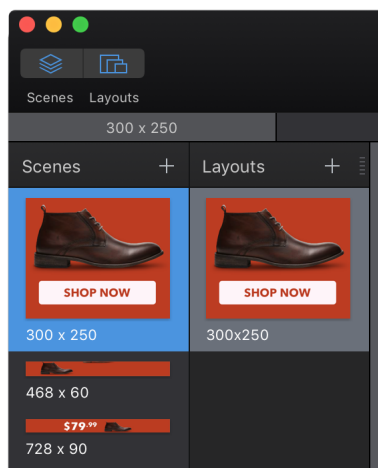 Scenes Layouts
300 x 250
Scenes + Layouts +
SHOP NOW SHOP NOW
300 x 250 300x250
468 x 60
$79.99
728 x 90